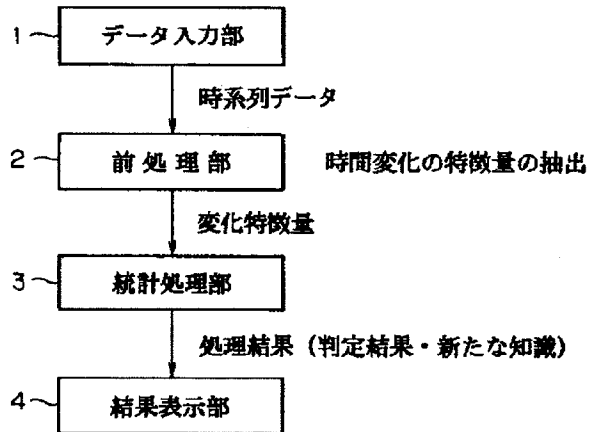 1 データ入力部
時系列データ
2 前処理部 時間変化の特徴量の抽出
変化特徴量
3 統計処理部
処理結果（判定結果・新たな知識）
4 結果表示部